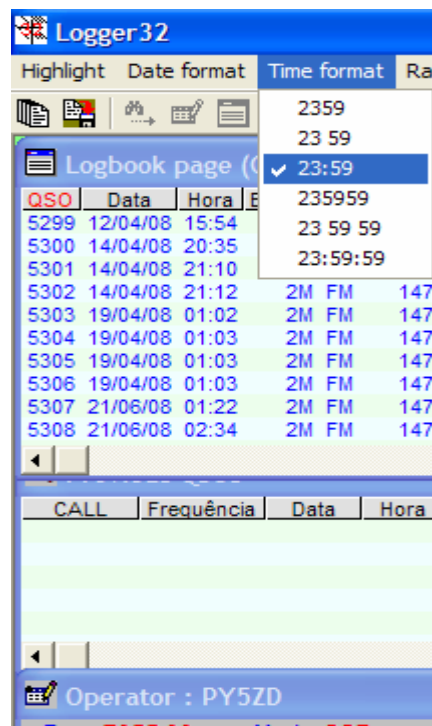 Logger32
Highlight Date format Time format Ra
2359
23 59
✓ 23:59
235959
23 59 59
23:59:59
Logbook page (
QSO Data Hora
5299 12/04/08 15:54
5300 14/04/08 20:35
5301 14/04/08 21:10
5302 14/04/08 21:12 2M FM 147
5303 19/04/08 01:02 2M FM 147
5304 19/04/08 01:03 2M FM 147
5305 19/04/08 01:03 2M FM 147
5306 19/04/08 01:03 2M FM 147
5307 21/06/08 01:22 2M FM 147
5308 21/06/08 02:34 2M FM 147
CALL Frequência Data Hora
Operator : PY5ZD